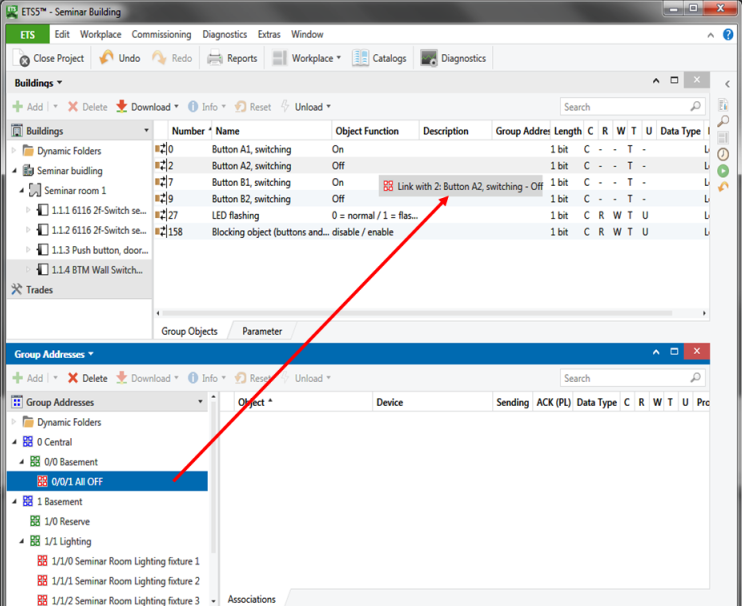 ETS5™ - Seminar Building
ETS Edit Workplace Commissioning Diagnostics Extras Window
Close Project Undo Redo Reports Workplace Catalogs Diagnostics
Buildings
Add Delete Download Info Reset Unload Search
Buildings Number Name Object Function Description Group Addres Length C R W T U Data Type
Dynamic Folders 0 Button A1, switching On 1 bit C - - T -
Seminar buidling 2 Button A2, switching Off 1 bit C - - T -
Seminar room 1 7 Button B1, switching On 1 bit C - - T -
Link with 2: Button A2, switching - Off
1.1.1 6116 2f-Switch se... 9 Button B2, switching Off 1 bit C - - T -
1.1.2 6116 2f-Switch se... 27 LED flashing 0 = normal / 1 = flas... 1 bit C R W T U
1.1.3 Push button, door... 158 Blocking object (buttons and... disable / enable 1 bit C R W T U
1.1.4 BTM Wall Switch...
Trades
Group Objects Parameter
Group Addresses
Add Delete Download Info Reset Unload Search
Group Addresses Object Device Sending ACK (PL) Data Type C R W T U Pro
Dynamic Folders
0 Central
0/0 Basement
0/0/1 All OFF
1 Basement
1/0 Reserve
1/1 Lighting
1/1/0 Seminar Room Lighting fixture 1
1/1/1 Seminar Room Lighting fixture 2
1/1/2 Seminar Room Lighting fixture 3
Associations